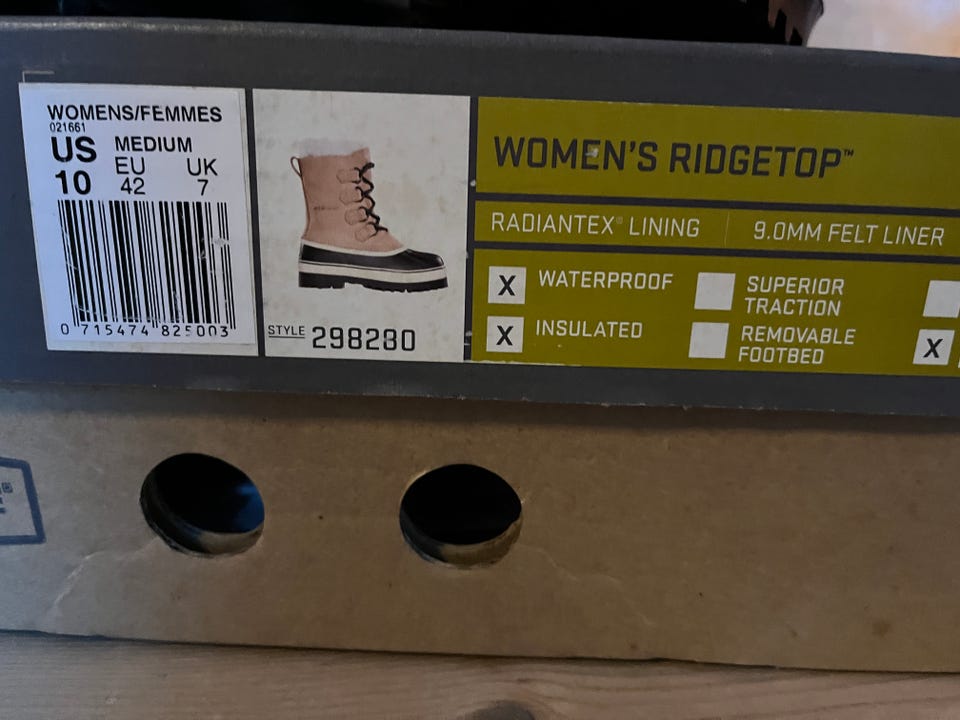 WOMENS/FEMMES
021661
US MEDIUM
EU UK
10 42 7
0 715474 825003
STYLE 298280
WOMEN'S RIDGETOP™
RADIANTEX® LINING 9.0MM FELT LINER
X WATERPROOF
SUPERIOR
TRACTION
X INSULATED
REMOVABLE
FOOTBED
X